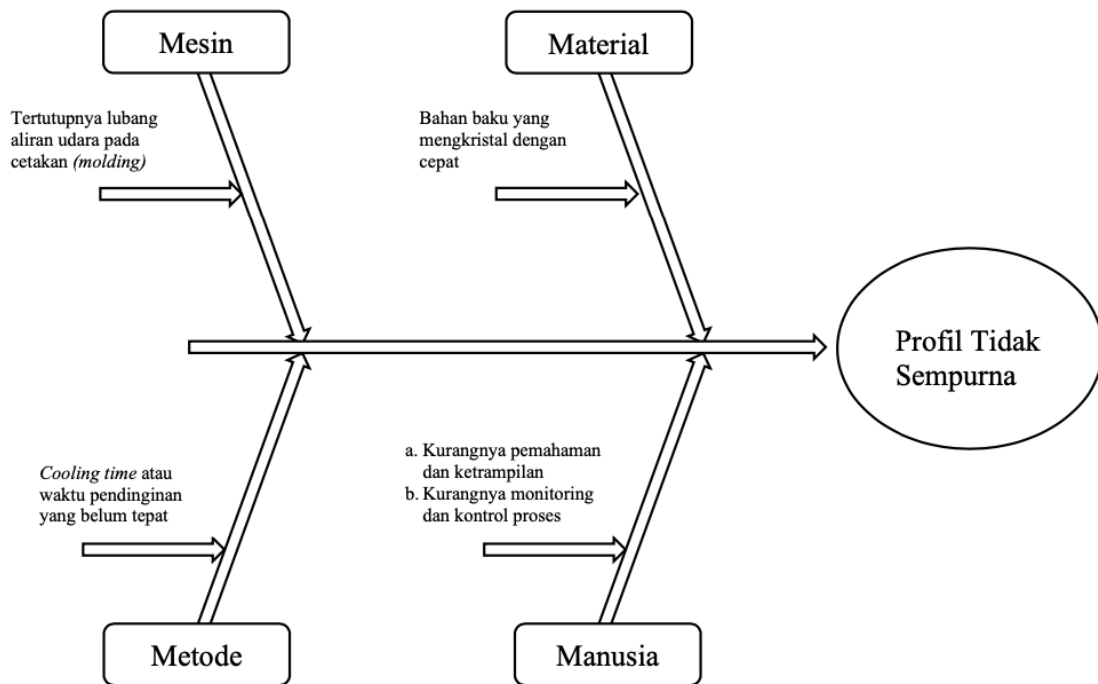 Mesin
Material
Tertutupnya lubang
aliran udara pada
cetakan (molding)
Bahan baku yang
mengkristal dengan
cepat
Profil Tidak
Sempurna
Cooling time atau
waktu pendinginan
yang belum tepat
a. Kurangnya pemahaman
dan ketrampilan
b. Kurangnya monitoring
dan kontrol proses
Metode
Manusia